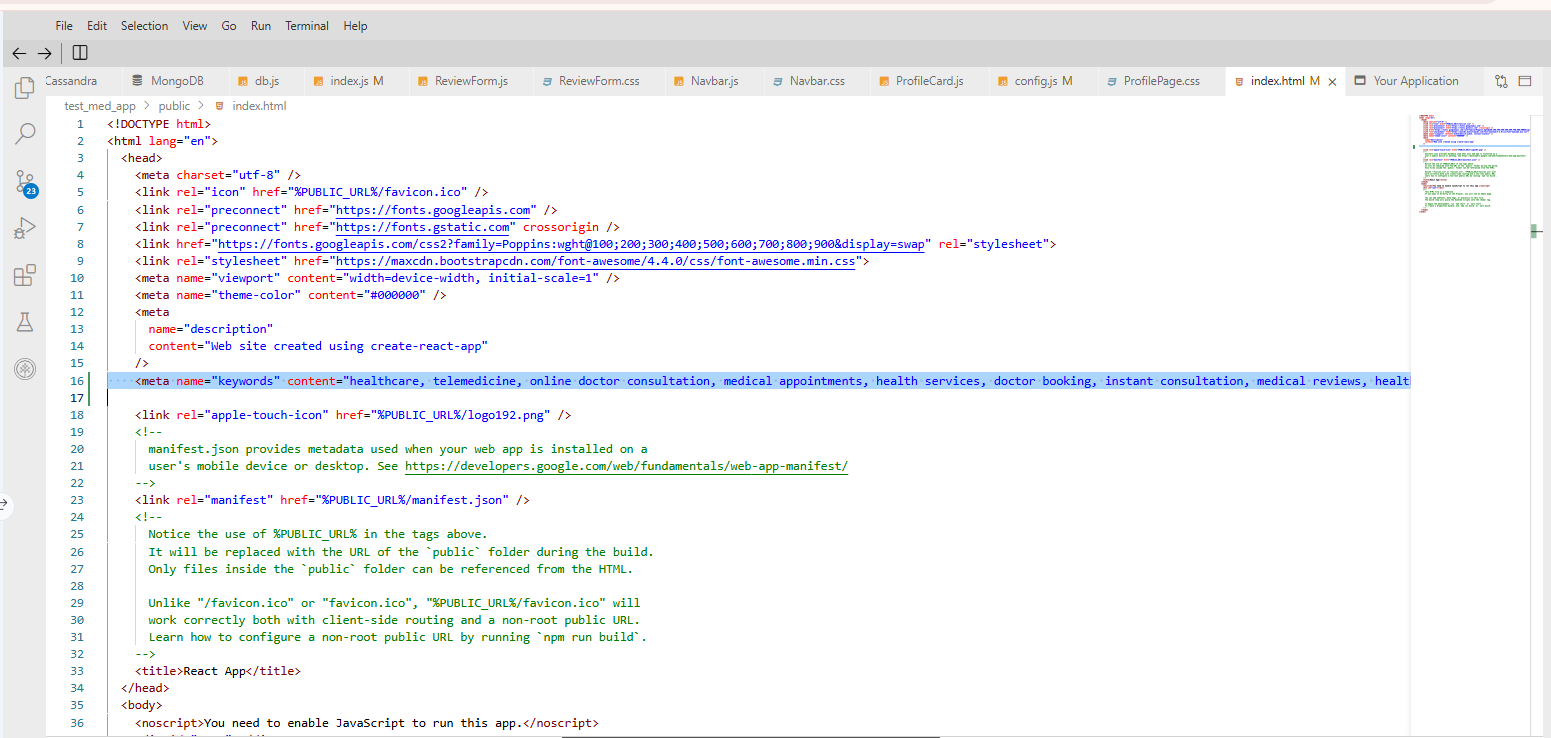 File Edit Selection View Go Run Terminal Help
Cassandra MongoDB db.js index.js M ReviewForm.js ReviewForm.css Navbar.js Navbar.css ProfileCard.js config.js M ProfilePage.css index.html M Your Application
test_med_app > public > index.html
1 <!DOCTYPE html>
2 <html lang="en">
3 <head>
4 <meta charset="utf-8" />
5 <link rel="icon" href="%PUBLIC_URL%/favicon.ico" />
6 <link rel="preconnect" href="https://fonts.googleapis.com" />
7 <link rel="preconnect" href="https://fonts.gstatic.com" crossorigin />
8 <link href="https://fonts.googleapis.com/css2?family=Poppins:wght@100;200;300;400;500;600;700;800;900&display=swap" rel="stylesheet">
9 <link rel="stylesheet" href="https://maxcdn.bootstrapcdn.com/font-awesome/4.4.0/css/font-awesome.min.css">
10 <meta name="viewport" content="width=device-width, initial-scale=1" />
11 <meta name="theme-color" content="#000000" />
12 <meta
13 name="description"
14 content="Web site created using create-react-app"
15 />
16 <meta name="keywords" content="healthcare, telemedicine, online doctor consultation, medical appointments, health services, doctor booking, instant consultation, medical reviews, healt
17
18 <link rel="apple-touch-icon" href="%PUBLIC_URL%/logo192.png" />
19 <!--
20 manifest.json provides metadata used when your web app is installed on a
21 user's mobile device or desktop. See https://developers.google.com/web/fundamentals/web-app-manifest/
22 -->
23 <link rel="manifest" href="%PUBLIC_URL%/manifest.json" />
23
24 <!--
25 Notice the use of %PUBLIC_URL% in the tags above.
26 It will be replaced with the URL of the `public` folder during the build.
27 Only files inside the `public` folder can be referenced from the HTML.
28
29 Unlike "/favicon.ico" or "favicon.ico", "%PUBLIC_URL%/favicon.ico" will
30 work correctly both with client-side routing and a non-root public URL.
31 Learn how to configure a non-root public URL by running `npm run build`.
32 -->
33 <title>React App</title>
34 </head>
35 <body>
36 <noscript>You need to enable JavaScript to run this app.</noscript>